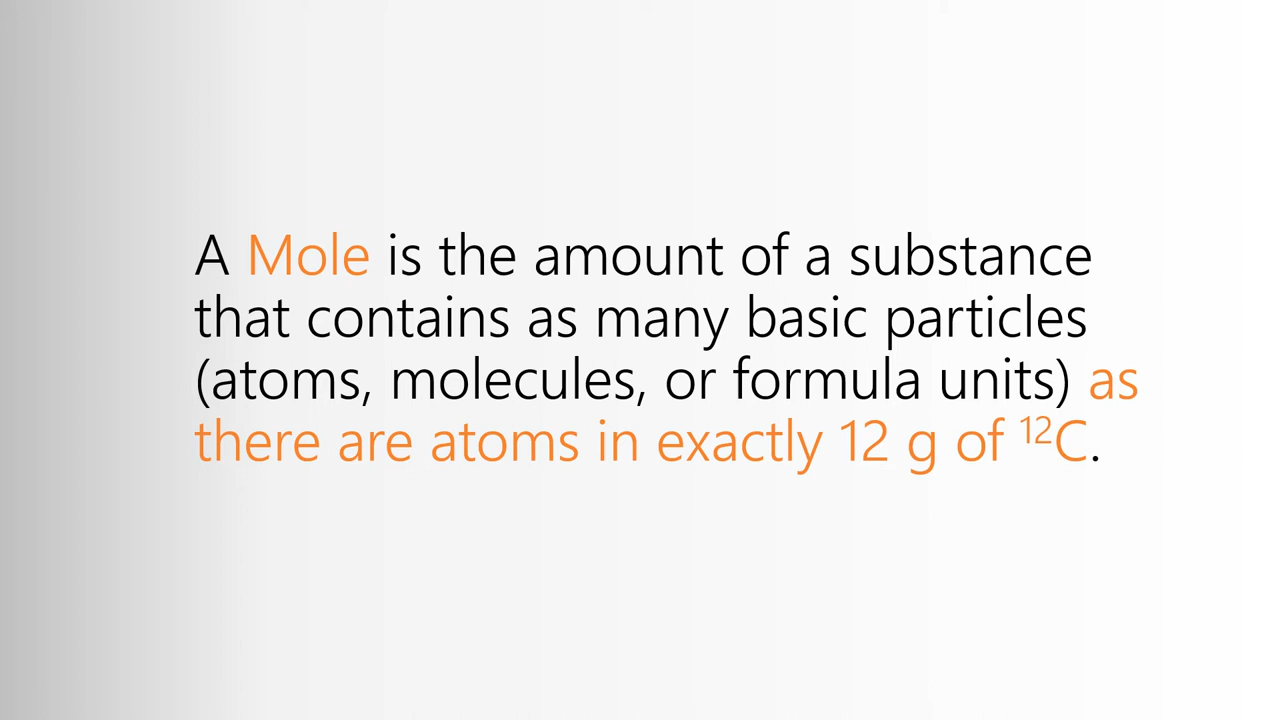 A Mole is the amount of a substance
that contains as many basic particles
(atoms, molecules, or formula units) as
there are atoms in exactly 12 g of ¹²C.